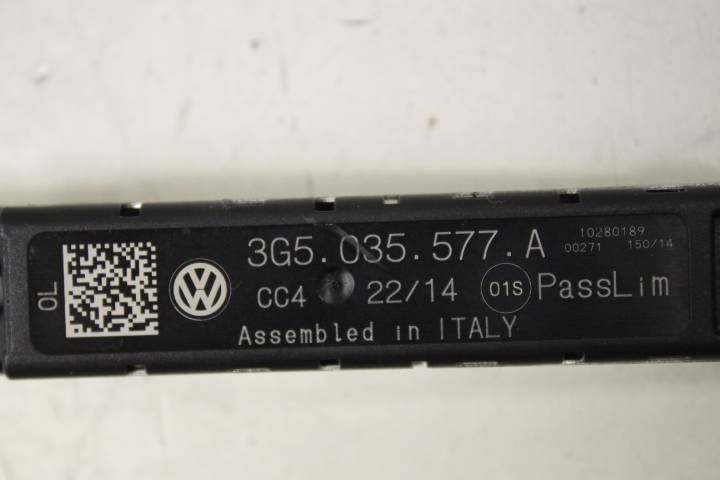 OL
3G5.035.577.A
10280189
00271 150/14
CC4 22/14 01S PassLim
Assembled in ITALY